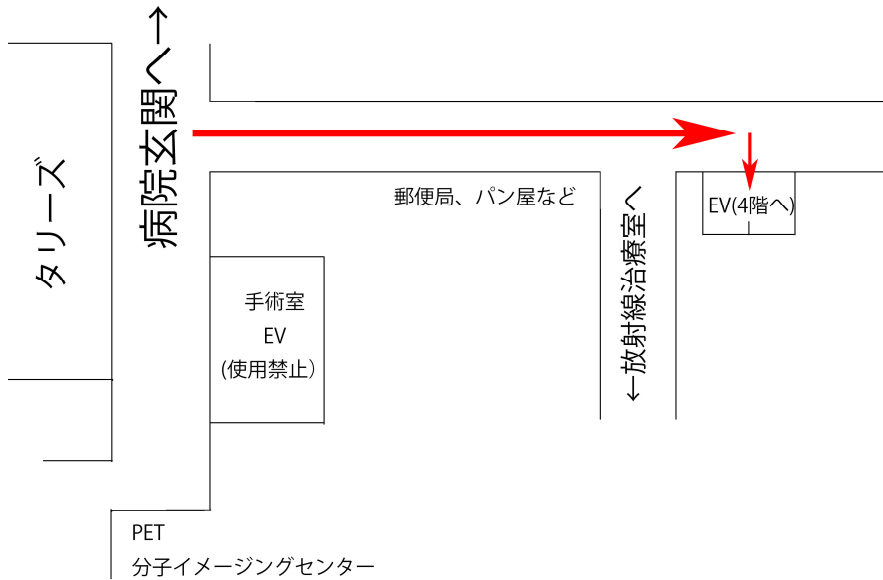 病院玄関へ→
タリーズ
郵便局、パン屋など
EV(4階へ)
←放射線治療室へ
手術室
EV
(使用禁止)
PET
分子イメージングセンター